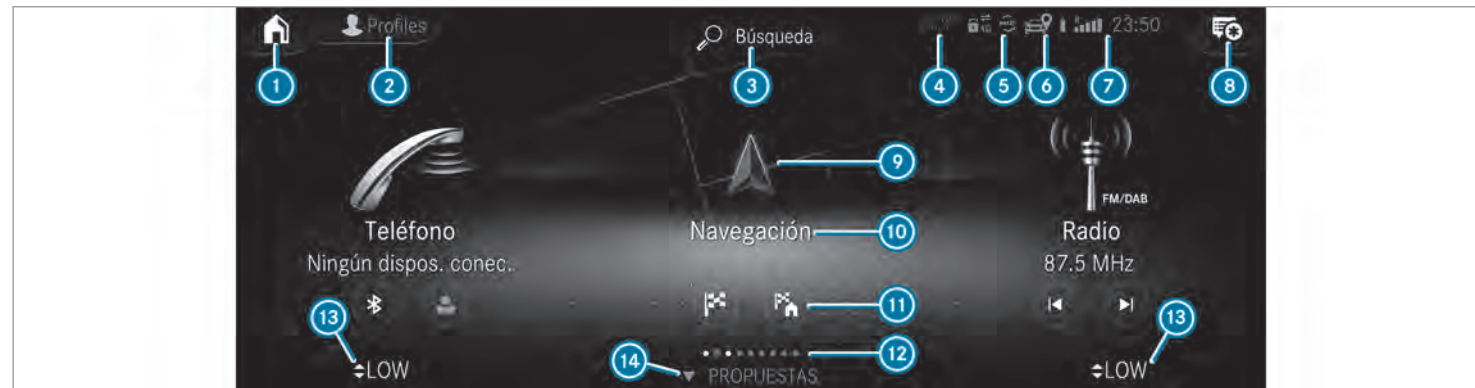 Profiles
Búsqueda
4G
23:50
1
2
3
4
5
6
7
8
9
FM/DAB
Teléfono
Navegación
10
Radio
Ningún dispos. conec.
87.5 MHz
11
13
13
12
14
LOW
PROPUESTAS
LOW